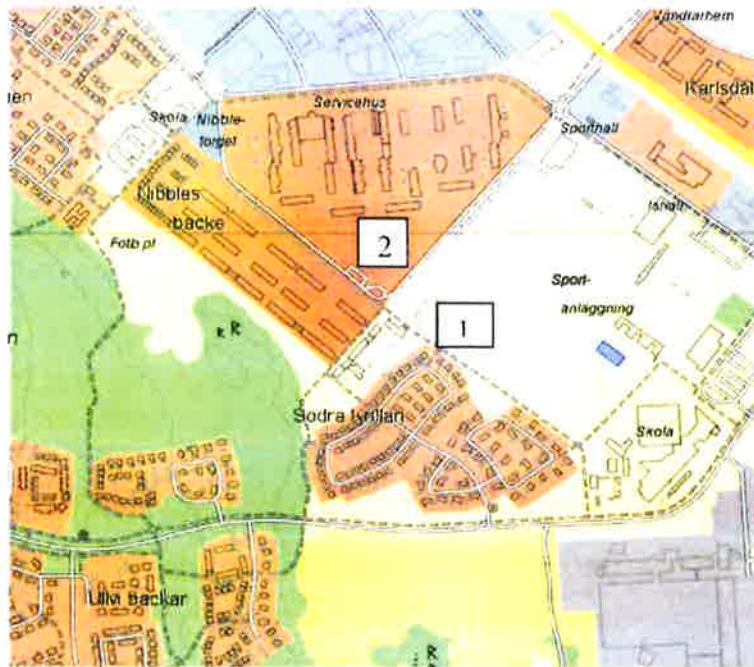 Vandrarhem
Karlsdal
Servicehus
Skola
Nibble-
torget
Sporthall
Nibbles
backe
Ishall
2
Fotb pl
Sport-
anläggning
1
R R
Södra
Skola
Ullvi backar
R